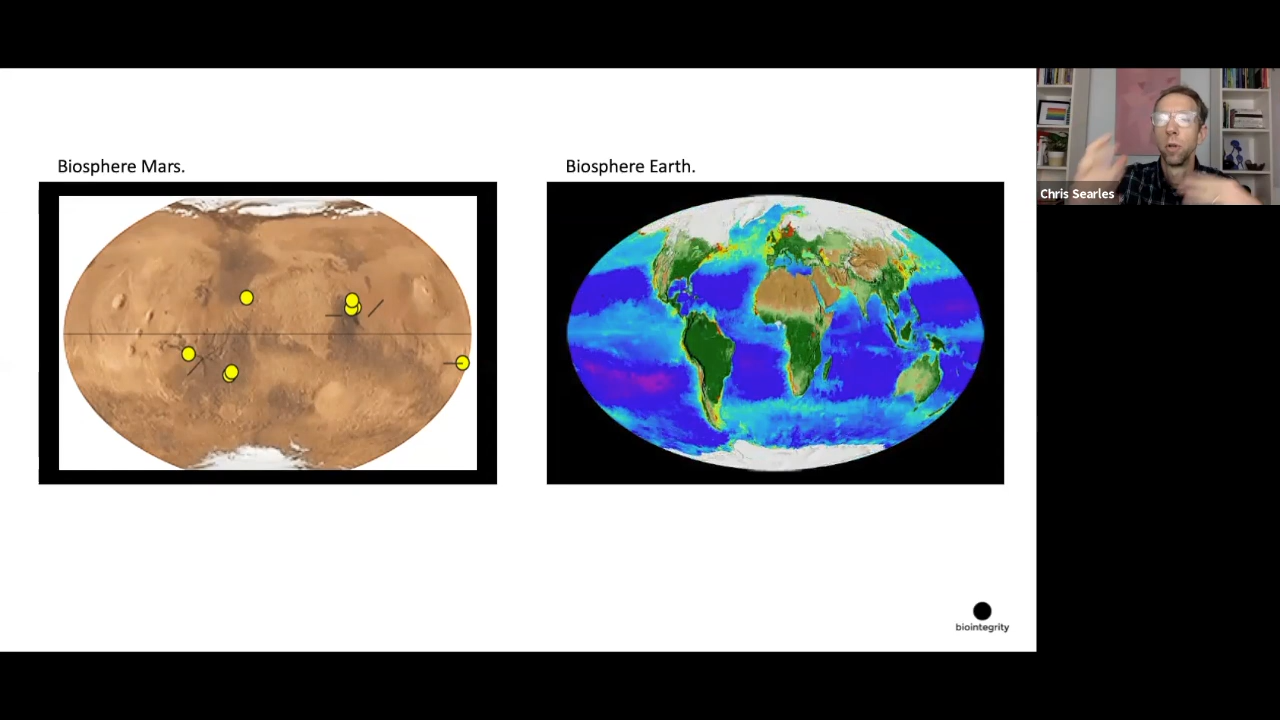 Biosphere Mars.
Biosphere Earth.
Chris Searles
biointegrity